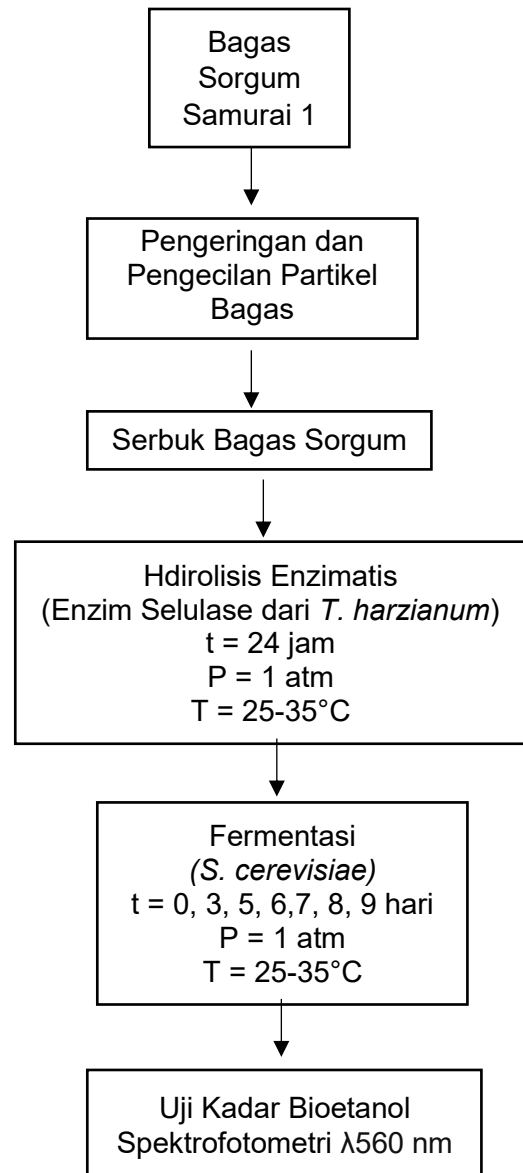 Bagas
Sorgum
Samurai 1
Pengeringan dan
Pengecilan Partikel
Bagas
Serbuk Bagas Sorgum
Hdirolisis Enzimatis
(Enzim Selulase dari T. harzianum)
t = 24 jam
P = 1 atm
T = 25-35°C
Fermentasi
(S. cerevisiae)
t = 0, 3, 5, 6,7, 8, 9 hari
P = 1 atm
T = 25-35°C
Uji Kadar Bioetanol
Spektrofotometri λ560 nm